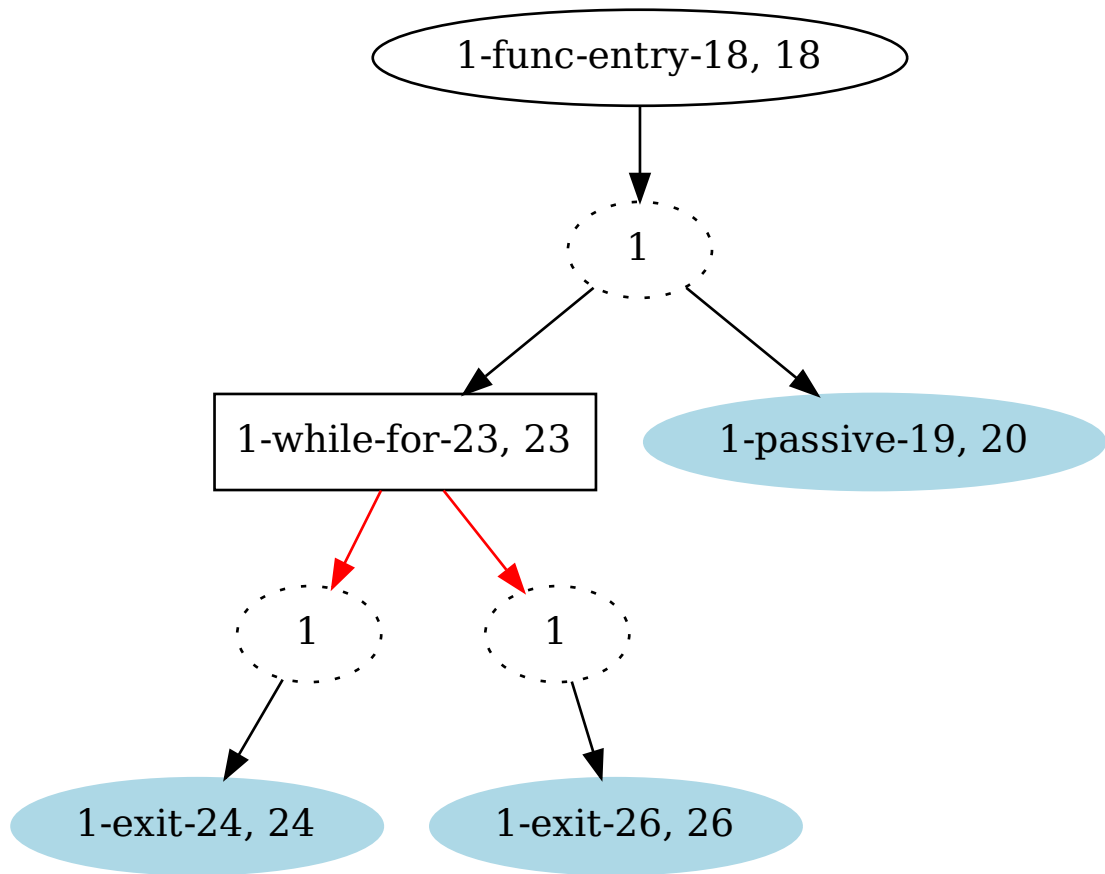 1-func-entry-18, 18
1
1-while-for-23, 23
1-passive-19, 20
1
1
1-exit-24, 24
1-exit-26, 26